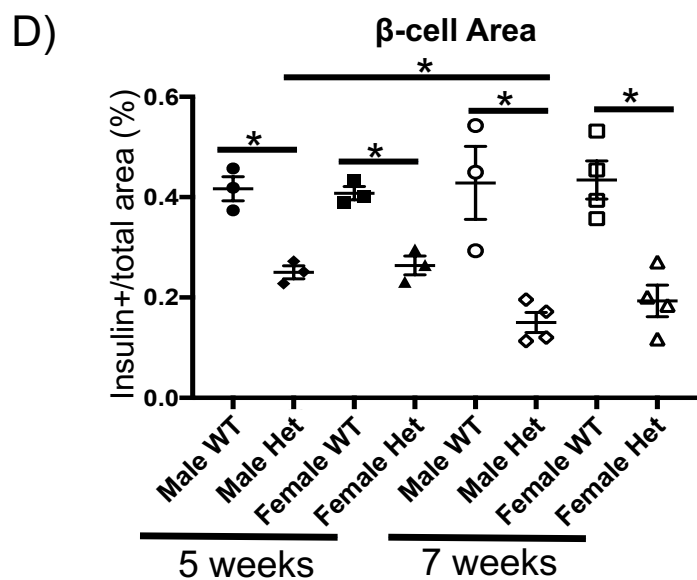 D)
β-cell Area
*
* * * *
Insulin+/total area (%)
0.6
0.4
0.2
0.0
Male WT
Male Het
Female WT
Female Het
Male WT
Male Het
Female WT
Female Het
5 weeks
7 weeks